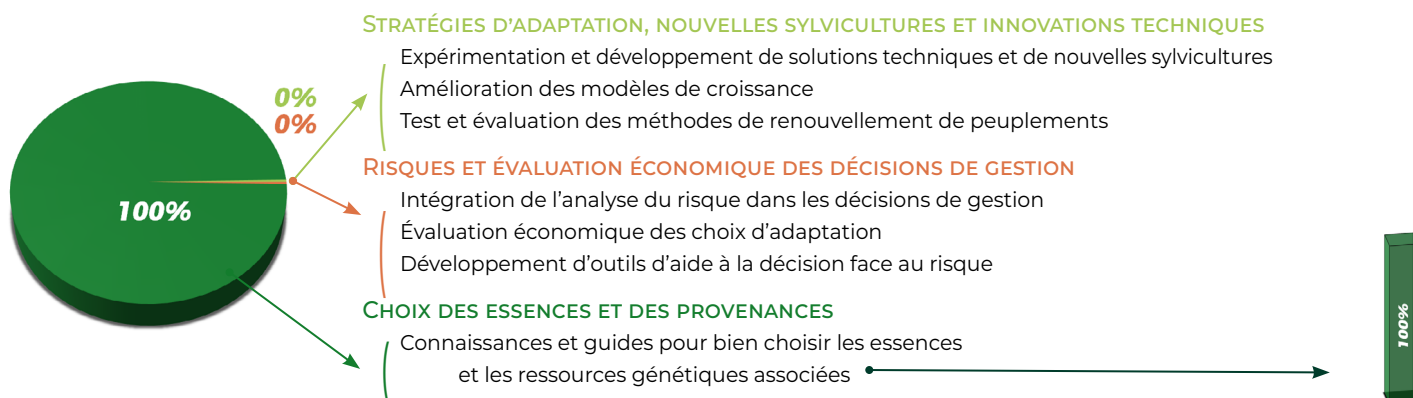 STRATÉGIES D'ADAPTATION, NOUVELLES SYLVICULTURES ET INNOVATIONS TECHNIQUES
Expérimentation et développement de solutions techniques et de nouvelles sylvicultures
Amélioration des modèles de croissance
Test et évaluation des méthodes de renouvellement de peuplements
0%
0%
100%
RISQUES ET ÉVALUATION ÉCONOMIQUE DES DÉCISIONS DE GESTION
Intégration de l'analyse du risque dans les décisions de gestion
Évaluation économique des choix d'adaptation
Développement d'outils d'aide à la décision face au risque
CHOIX DES ESSENCES ET DES PROVENANCES
Connaissances et guides pour bien choisir les essences
et les ressources génétiques associées
100%